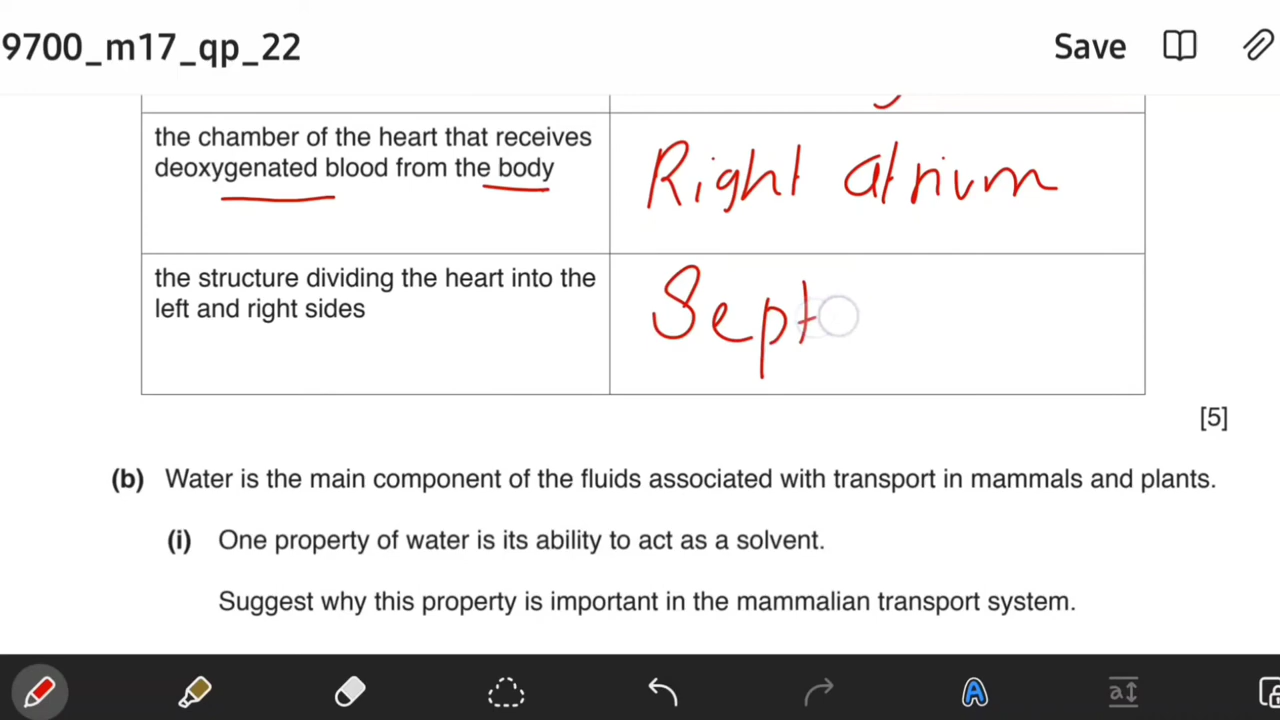 9700_m17_qp_22
Save
the chamber of the heart that receives
deoxygenated blood from the body
Right atrium
the structure dividing the heart into the
left and right sides
Sept
[5]
(b) Water is the main component of the fluids associated with transport in mammals and plants.
(i) One property of water is its ability to act as a solvent.
Suggest why this property is important in the mammalian transport system.
A
a